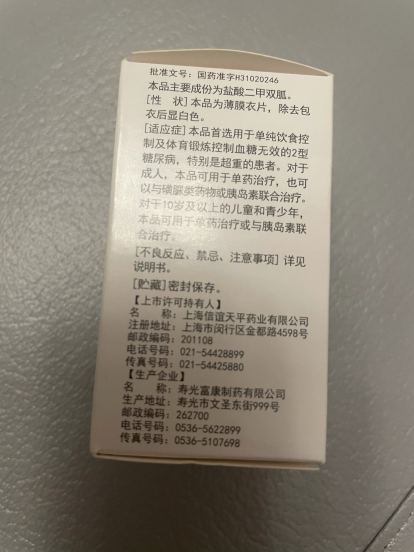 批准文号：国药准字H31020246
本品主要成份为盐酸二甲双胍。
[性　状]本品为薄膜衣片，除去包
衣后显白色。
[适应症]本品首选用于单纯饮食控
制及体育锻炼控制血糖无效的2型
糖尿病，特别是超重的患者。对于
成人，本品可用于单药治疗，也可
以与磺脲类药物或胰岛素联合治疗。
对于10岁及以上的儿童和青少年，
本品可用于单药治疗或与胰岛素联
合治疗。
[不良反应、禁忌、注意事项]详见
说明书。
[贮藏]密封保存。
【上市许可持有人】
名　　称：上海信谊天平药业有限公司
注册地址：上海市闵行区金都路4598号
邮政编码：201108
电话号码：021-54428899
传真号码：021-54425880
【生产企业】
名　　称：寿光富康制药有限公司
生产地址：寿光市文圣东街999号
邮政编码：262700
电话号码：0536-5622899
传真号码：0536-5107698